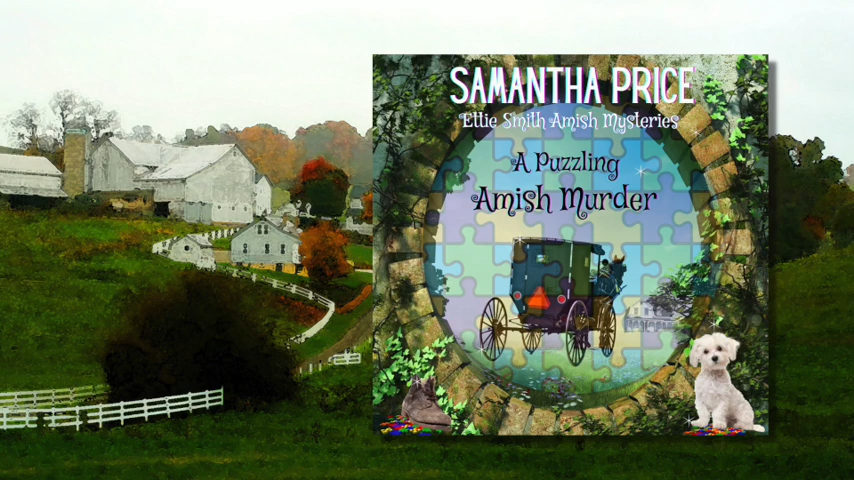 SAMANTHA PRICE
Ettie Smith Amish Mysteries
A Puzzling
Amish Murder